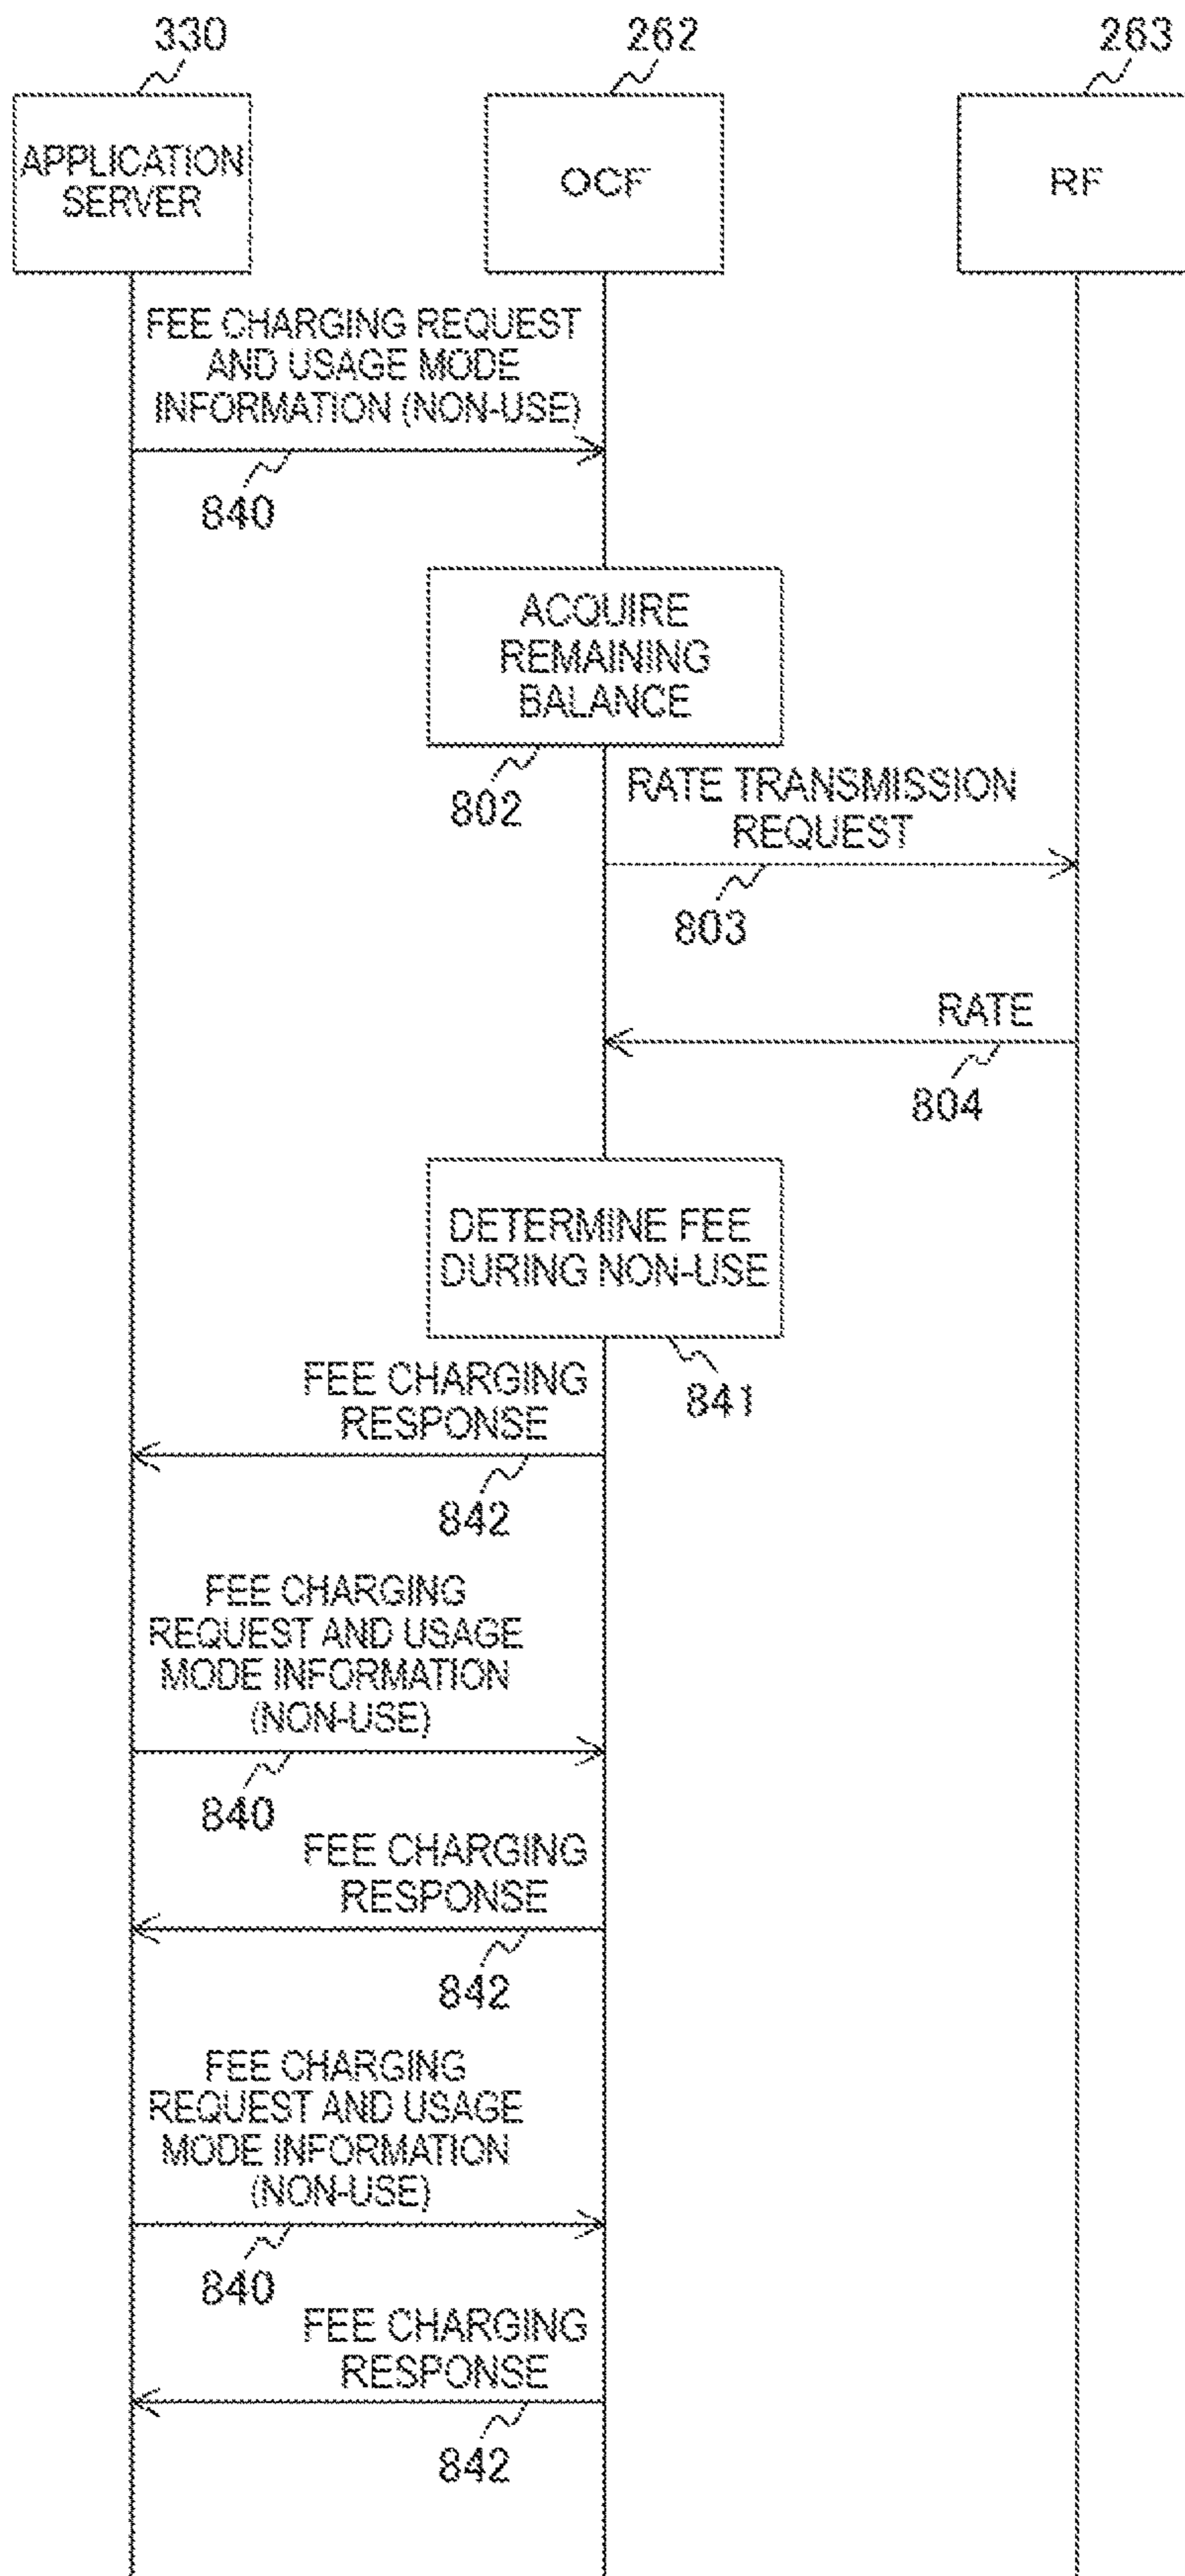 330
262
263
APPLICATION
SERVER
OCF
RF
FEE CHARGING REQUEST
AND USAGE MODE
INFORMATION (NON-USE)
840
ACQUIRE
REMAINING
BALANCE
802
RATE TRANSMISSION
REQUEST
803
RATE
804
DETERMINE FEE
DURING NON-USE
841
FEE CHARGING
RESPONSE
842
FEE CHARGING
REQUEST AND USAGE
MODE INFORMATION
(NON-USE)
840
FEE CHARGING
RESPONSE
842
FEE CHARGING
REQUEST AND USAGE
MODE INFORMATION
(NON-USE)
840
FEE CHARGING
RESPONSE
842